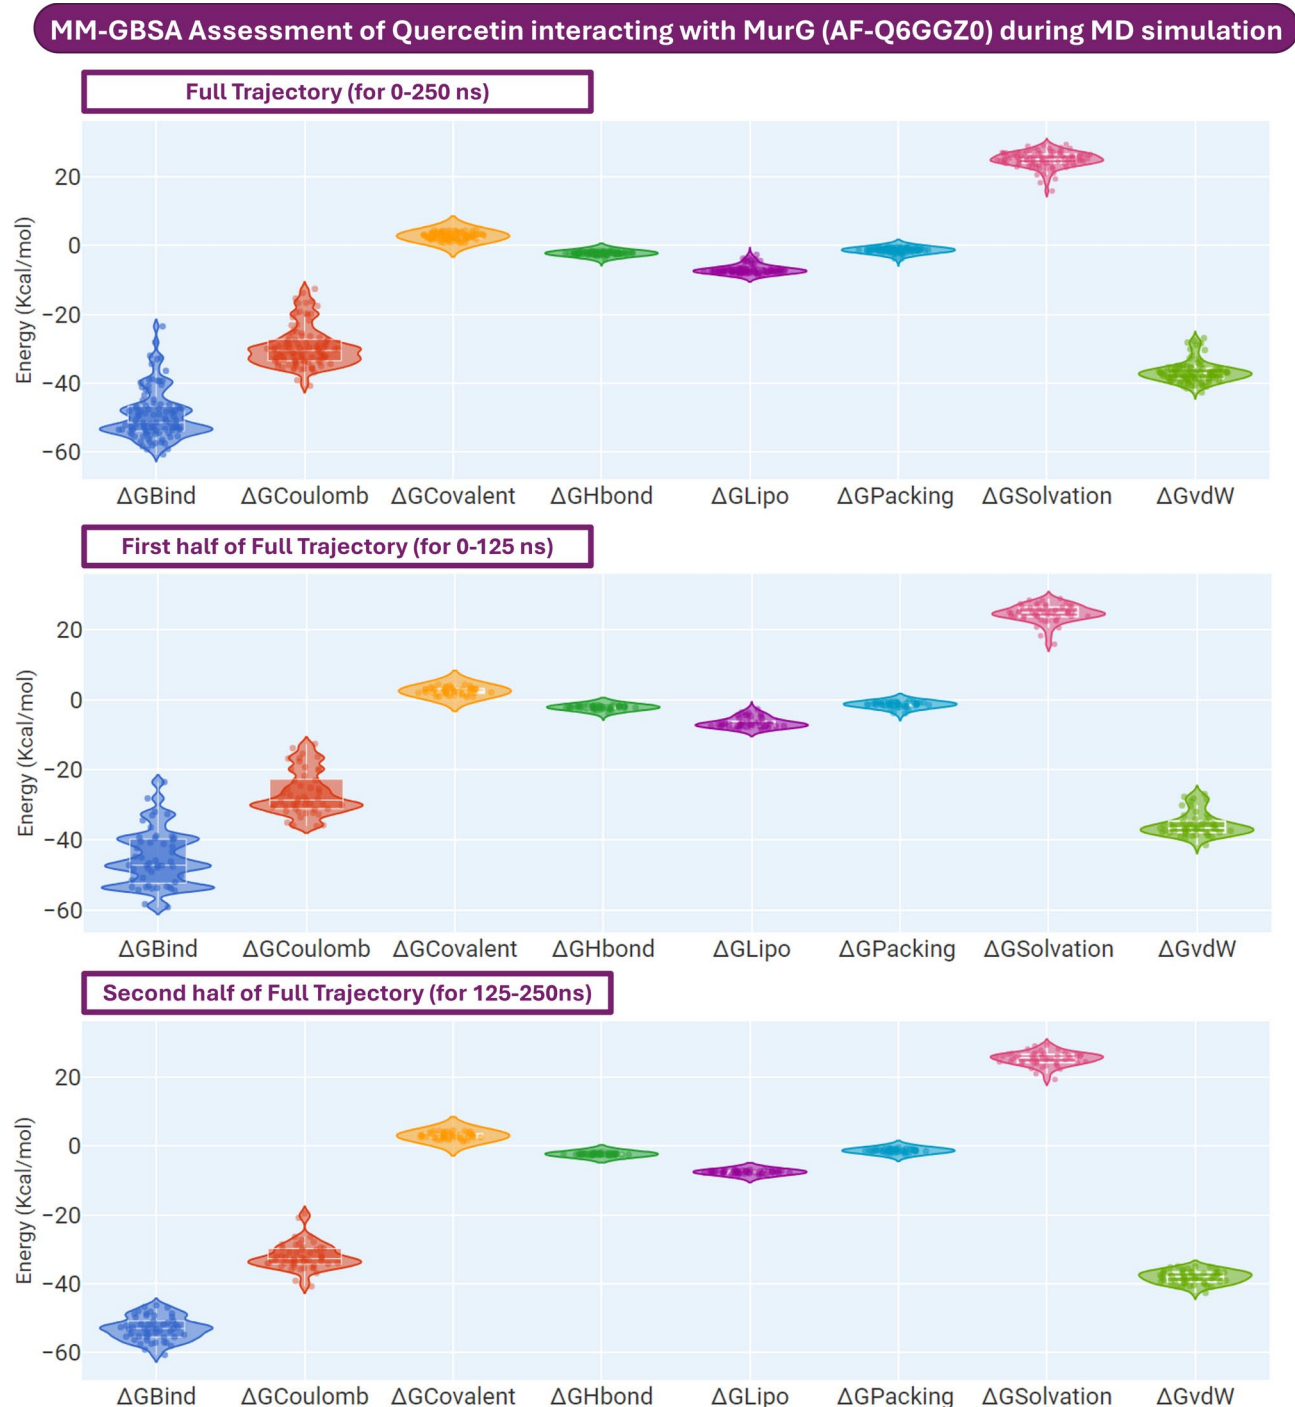 MM-GBSA Assessment of Quercetin interacting with MurG (AF-Q6GGZ0) during MD simulation
Full Trajectory (for 0-250 ns)
Energy (Kcal/mol)
20
0
−20
−40
−60
ΔGBind ΔGCoulomb ΔGCovalent ΔGHbond ΔGLipo ΔGPacking ΔGSolvation ΔGvdW
First half of Full Trajectory (for 0-125 ns)
Energy (Kcal/mol)
20
0
−20
−40
−60
ΔGBind ΔGCoulomb ΔGCovalent ΔGHbond ΔGLipo ΔGPacking ΔGSolvation ΔGvdW
Second half of Full Trajectory (for 125-250ns)
Energy (Kcal/mol)
20
0
−20
−40
−60
ΔGBind ΔGCoulomb ΔGCovalent ΔGHbond ΔGLipo ΔGPacking ΔGSolvation ΔGvdW